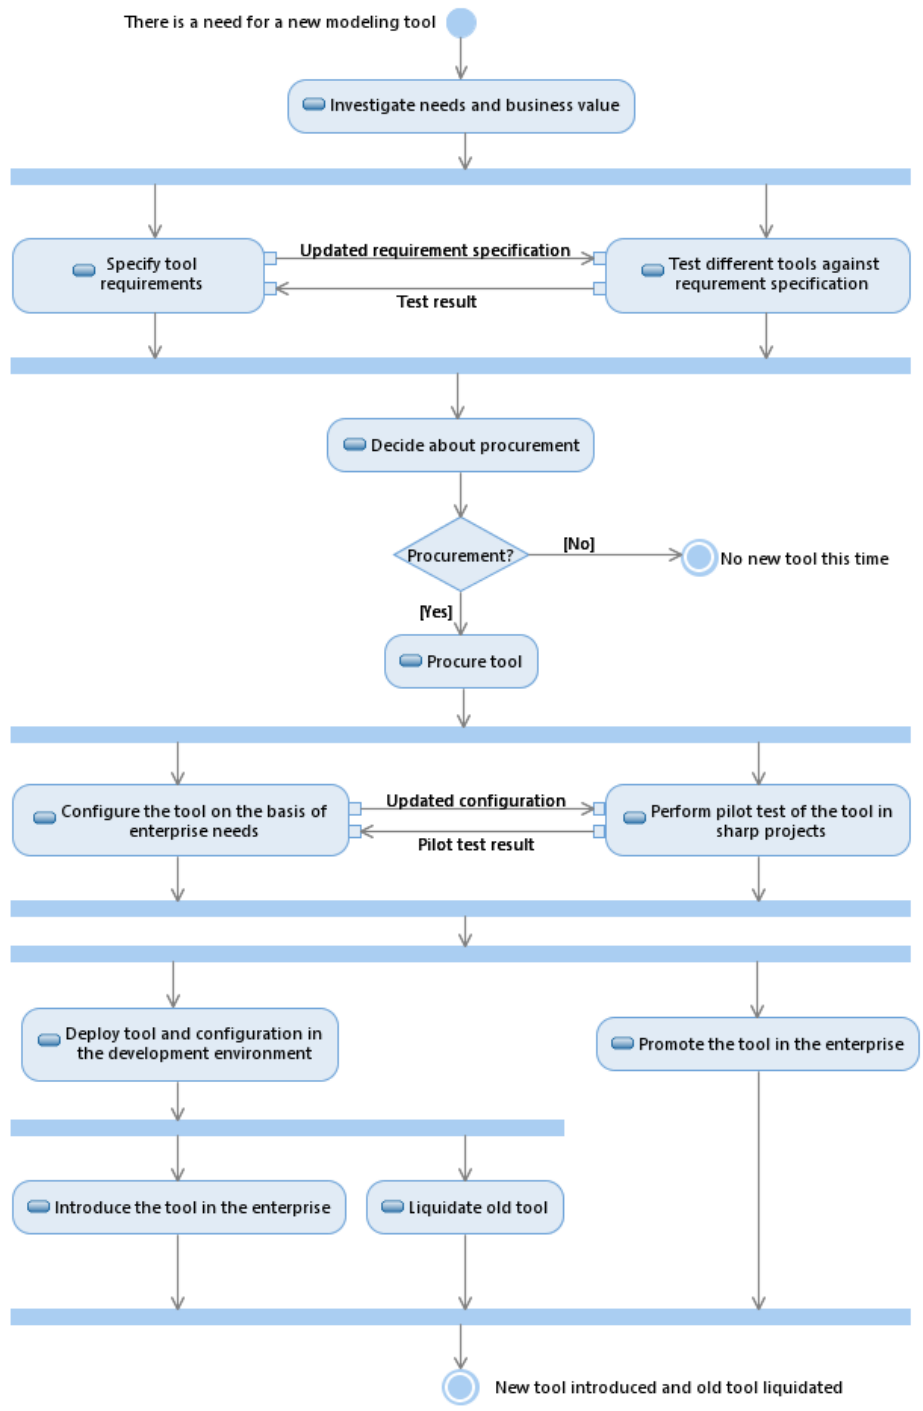 There is a need for a new modeling tool
Investigate needs and business value
Updated requirement specification
Specify tool
requirements
Test different tools against
requrement specification
Test result
Decide about procurement
[No]
Procurement?
No new tool this time
[Yes]
Procure tool
Updated configuration
Configure the tool on the basis of
enterprise needs
Perform pilot test of the tool in
sharp projects
Pilot test result
Deploy tool and configuration in
the development environment
Promote the tool in the enterprise
Introduce the tool in the enterprise
Liquidate old tool
New tool introduced and old tool liquidated